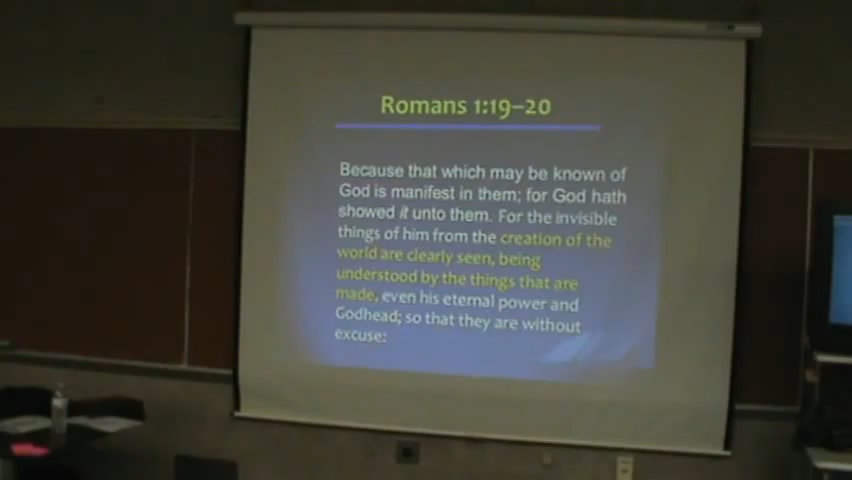 Romans 1:19–20
Because that which may be known of
God is manifest in them; for God hath
showed it unto them. For the invisible
things of him from the creation of the
world are clearly seen, being
understood by the things that are
made, even his eternal power and
Godhead; so that they are without
excuse: